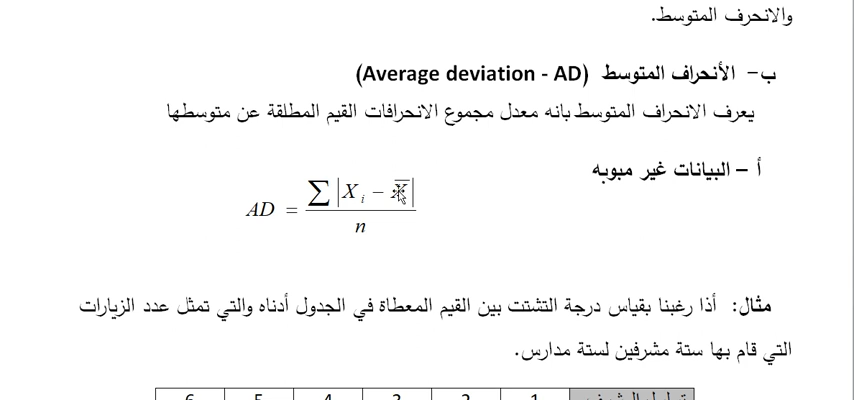 والانحرف المتوسط.
ب- الأنحراف المتوسط (Average deviation - AD)
يعرف الانحراف المتوسط بانه معدل مجموع الانحرافات القيم المطلقة عن متوسطها
أ – البيانات غير مبوبه
AD = ∑|X i − X̅| / n
مثال: أذا رغبنا بقياس درجة التشتت بين القيم المعطاة في الجدول أدناه والتي تمثل عدد الزيارات
التي قام بها ستة مشرفين لستة مدارس.
1 2 3 4 5 6